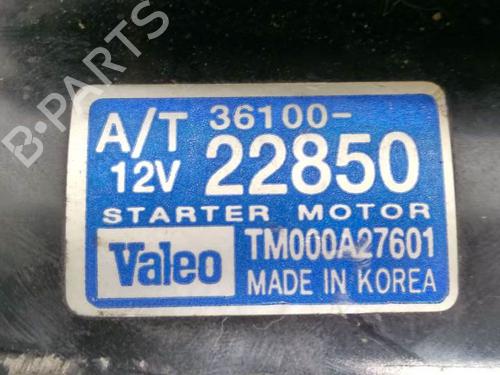 B-PARTS
A/T 36100-
12V 22850
STARTER MOTOR
Valeo TM000A27601
MADE IN KOREA